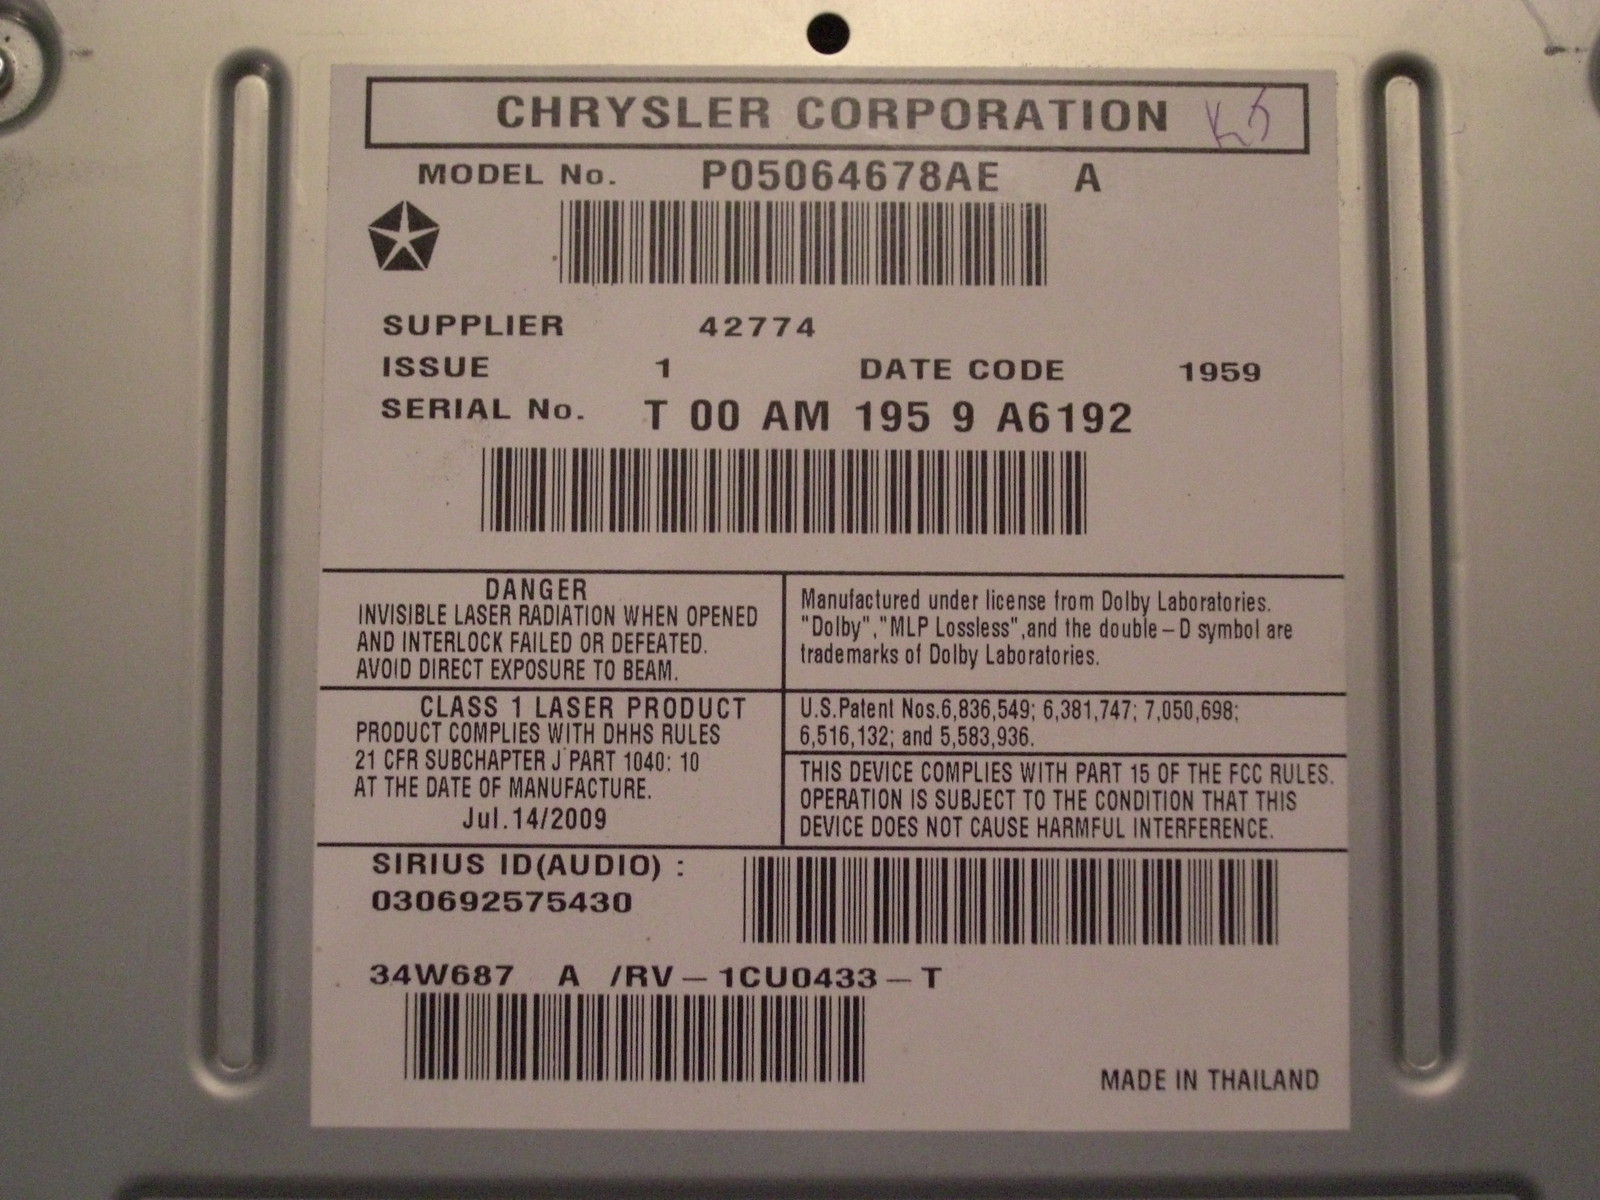 CHRYSLER CORPORATION
MODEL No. P05064678AE A
SUPPLIER 42774
ISSUE 1 DATE CODE 1959
SERIAL No. T 00 AM 195 9 A6192
DANGER
INVISIBLE LASER RADIATION WHEN OPENED
AND INTERLOCK FAILED OR DEFEATED.
AVOID DIRECT EXPOSURE TO BEAM.
Manufactured under license from Dolby Laboratories.
"Dolby","MLP Lossless",and the double-D symbol are
trademarks of Dolby Laboratories.
CLASS 1 LASER PRODUCT
PRODUCT COMPLIES WITH DHHS RULES
21 CFR SUBCHAPTER J PART 1040: 10
AT THE DATE OF MANUFACTURE.
Jul.14/2009
U.S.Patent Nos.6,836,549; 6,381,747; 7,050,698;
6,516,132; and 5,583,936.
THIS DEVICE COMPLIES WITH PART 15 OF THE FCC RULES.
OPERATION IS SUBJECT TO THE CONDITION THAT THIS
DEVICE DOES NOT CAUSE HARMFUL INTERFERENCE.
SIRIUS ID(AUDIO) :
030692575430
34W687 A /RV-1CU0433-T
MADE IN THAILAND